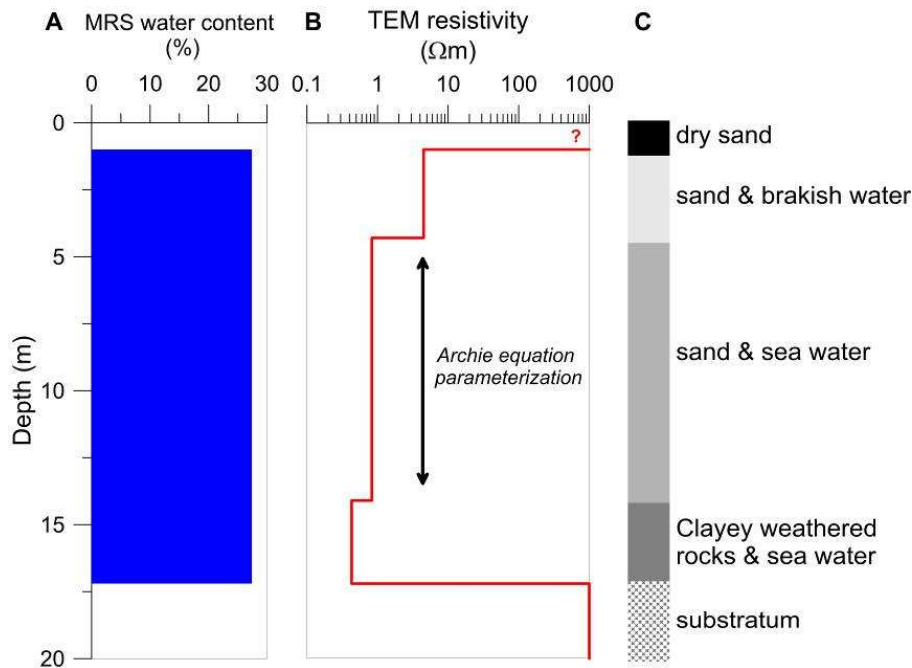 A MRS water content
(%)
0 10 20 30
B TEM resistivity
(Ωm)
0.1 1 10 100 1000
C
Depth (m)
0
5
10
15
20
?
Archie equation
parameterization
dry sand
sand & brakish water
sand & sea water
Clayey weathered
rocks & sea water
substratum